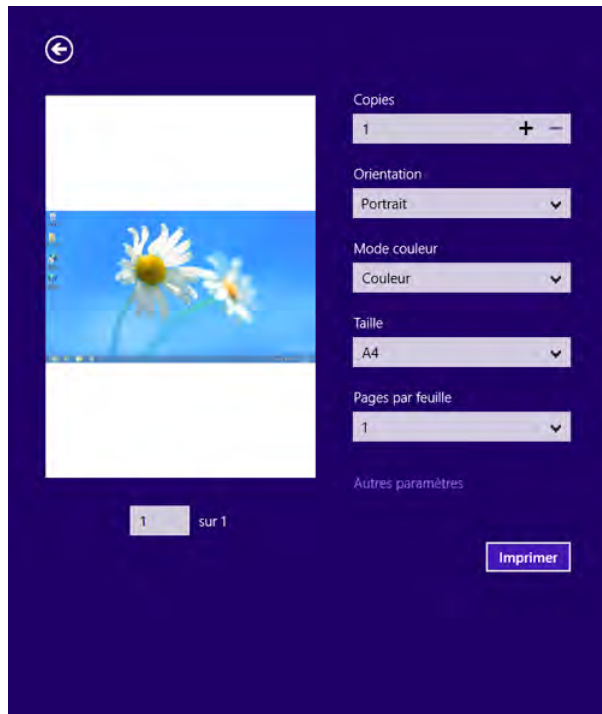 Copies
1
Orientation
Portrait
Mode couleur
Couleur
Taille
A4
Pages par feuille
1
Autres paramètres
1 sur 1
Imprimer